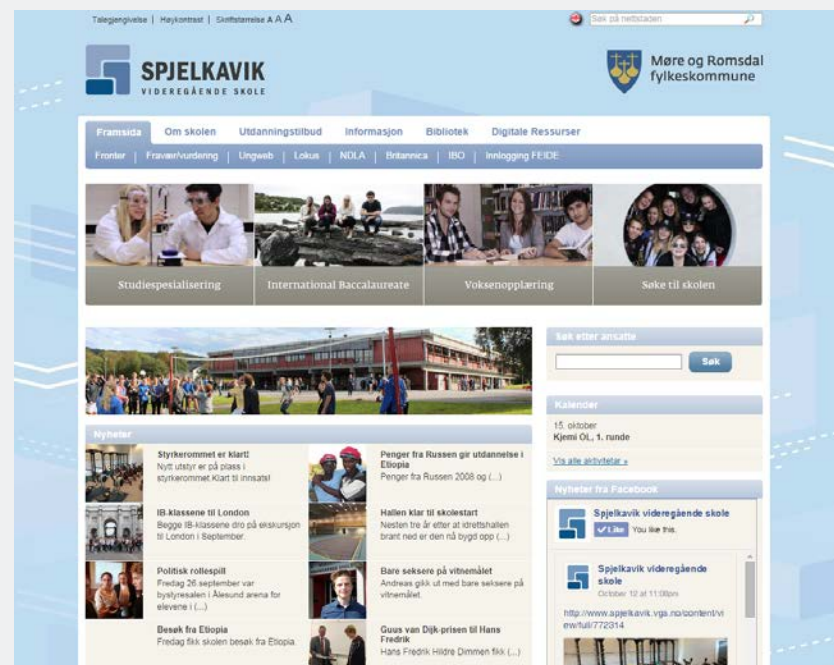 Talegjengivelse | Høykontrast | Skriftstørrelse A A A
Søk på nettstaden
SPJELKAVIK
VIDEREGÅENDE SKOLE
Møre og Romsdal
fylkeskommune
Framsida Om skolen Utdanningstilbud Informasjon Bibliotek Digitale Ressurser
Fronter | Fravær/vurdering | Ungweb | Lokus | NDLA | Britannica | IBO | Innlogging FEIDE
Studiespesialisering International Baccalaureate Voksenopplæring Søke til skolen
Søk etter ansatte
Søk
Kalender
15. oktober
Kjemi OL, 1. runde
Vis alle aktivitetar »
Nyheter
Styrkerommet er klart!
Nytt utstyr er på plass i
styrkerommet. Klart til innsats!
Penger fra Russen gir utdannelse i
Etiopia
Penger fra Russen 2008 og (...)
IB-klassene til London
Begge IB-klassene dro på ekskursjon
til London i September.
Hallen klar til skolestart
Nesten tre år etter at idrettshallen
brant ned er den nå bygd opp (...)
Politisk rollespill
Fredag 26.september var
bystyresalen i Ålesund arena for
elevene i (...)
Bare seksere på vitnemålet
Andreas gikk ut med bare seksere på
vitnemålet.
Besøk fra Etiopia
Fredag fikk skolen besøk fra Etiopia.
Guus van Dijk-prisen til Hans
Fredrik
Hans Fredrik Hildre Dimmen fikk (...)
Nyheter fra Facebook
Spjelkavik videregående skole
Like You like this.
Spjelkavik videregående
skole
October 12 at 11:00pm
http://www.spjelkavik.vgs.no/content/vi
ew/full/772314